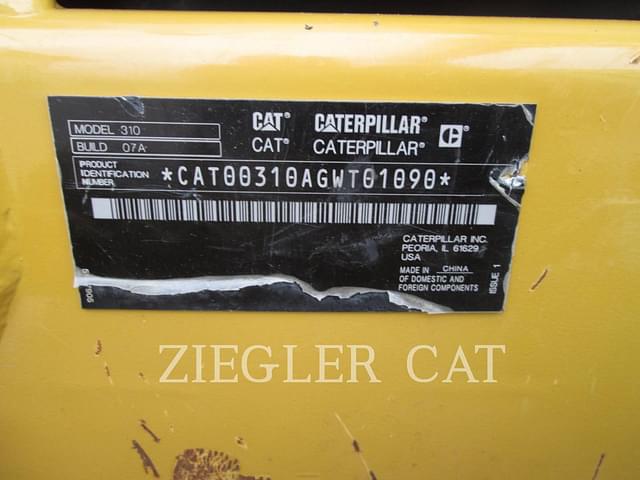 MODEL 310
BUILD 07A
CAT® CATERPILLAR® C®
CAT® CATERPILLAR®
PRODUCT
IDENTIFICATION
NUMBER
*CAT00310AGWT01090*
CATERPILLAR INC.
PEORIA, IL 61629
USA
MADE IN CHINA
OF DOMESTIC AND
FOREIGN COMPONENTS
ISSUE 1
ZIEGLER CAT